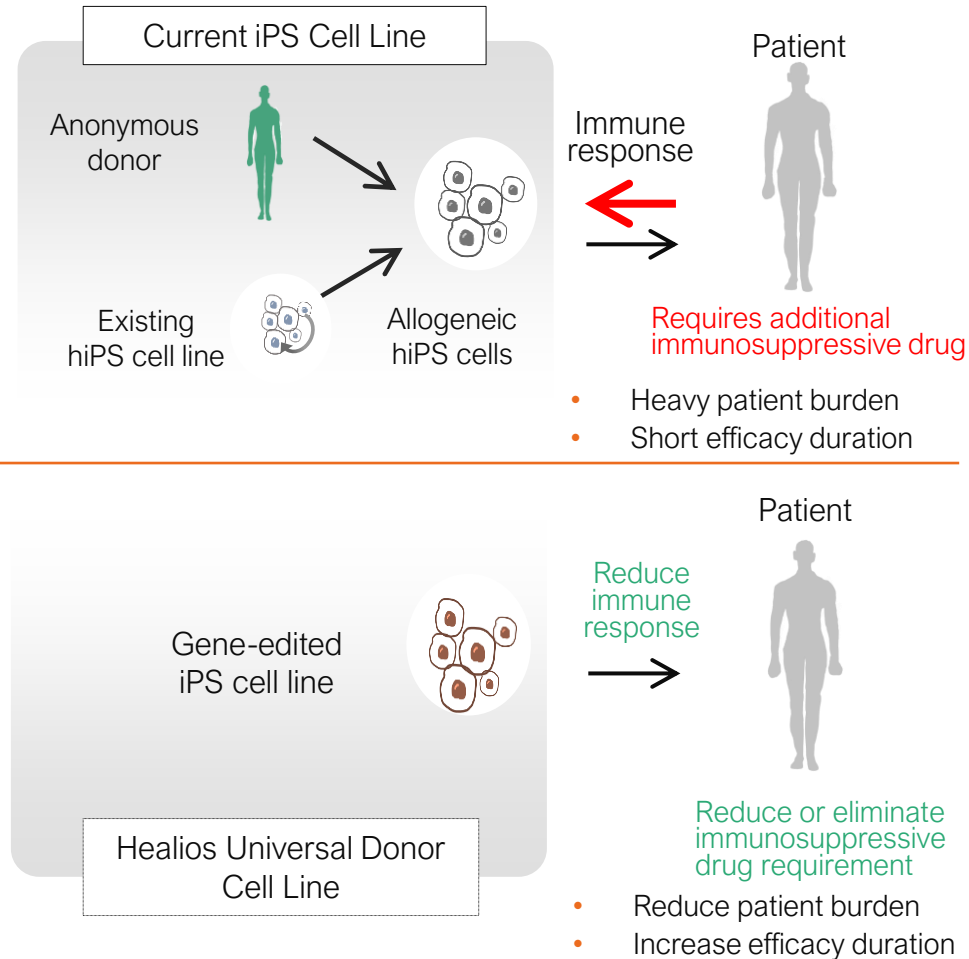 Current iPS Cell Line
Patient
Anonymous
donor
Immune
response
Existing
hiPS cell line
Allogeneic
hiPS cells
Requires additional
immunosuppressive drug
• Heavy patient burden
• Short efficacy duration
Patient
Reduce
immune
response
Gene-edited
iPS cell line
Healios Universal Donor
Cell Line
Reduce or eliminate
immunosuppressive
drug requirement
• Reduce patient burden
• Increase efficacy duration